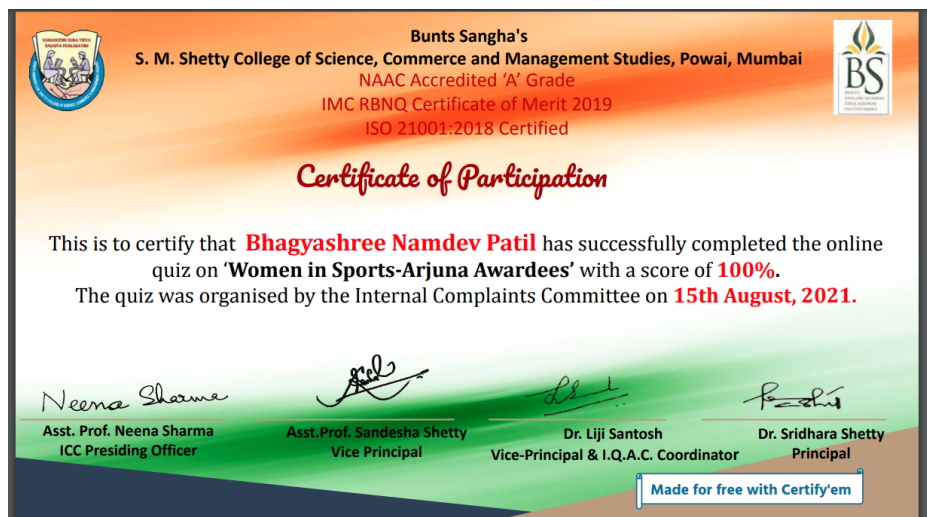 Bunts Sangha's
S. M. Shetty College of Science, Commerce and Management Studies, Powai, Mumbai
NAAC Accredited ‘A’ Grade
IMC RBNQ Certificate of Merit 2019
ISO 21001:2018 Certified
BS
BUNTS
SANGHA MUMBAI
EDUCATIONAL
INSTITUTIONS
Certificate of Participation
This is to certify that Bhagyashree Namdev Patil has successfully completed the online
quiz on ‘Women in Sports-Arjuna Awardees’ with a score of 100%.
The quiz was organised by the Internal Complaints Committee on 15th August, 2021.
Neena Sharma
Asst. Prof. Neena Sharma
ICC Presiding Officer
Asst.Prof. Sandesha Shetty
Vice Principal
Dr. Liji Santosh
Vice-Principal & I.Q.A.C. Coordinator
Dr. Sridhara Shetty
Principal
Made for free with Certify'em